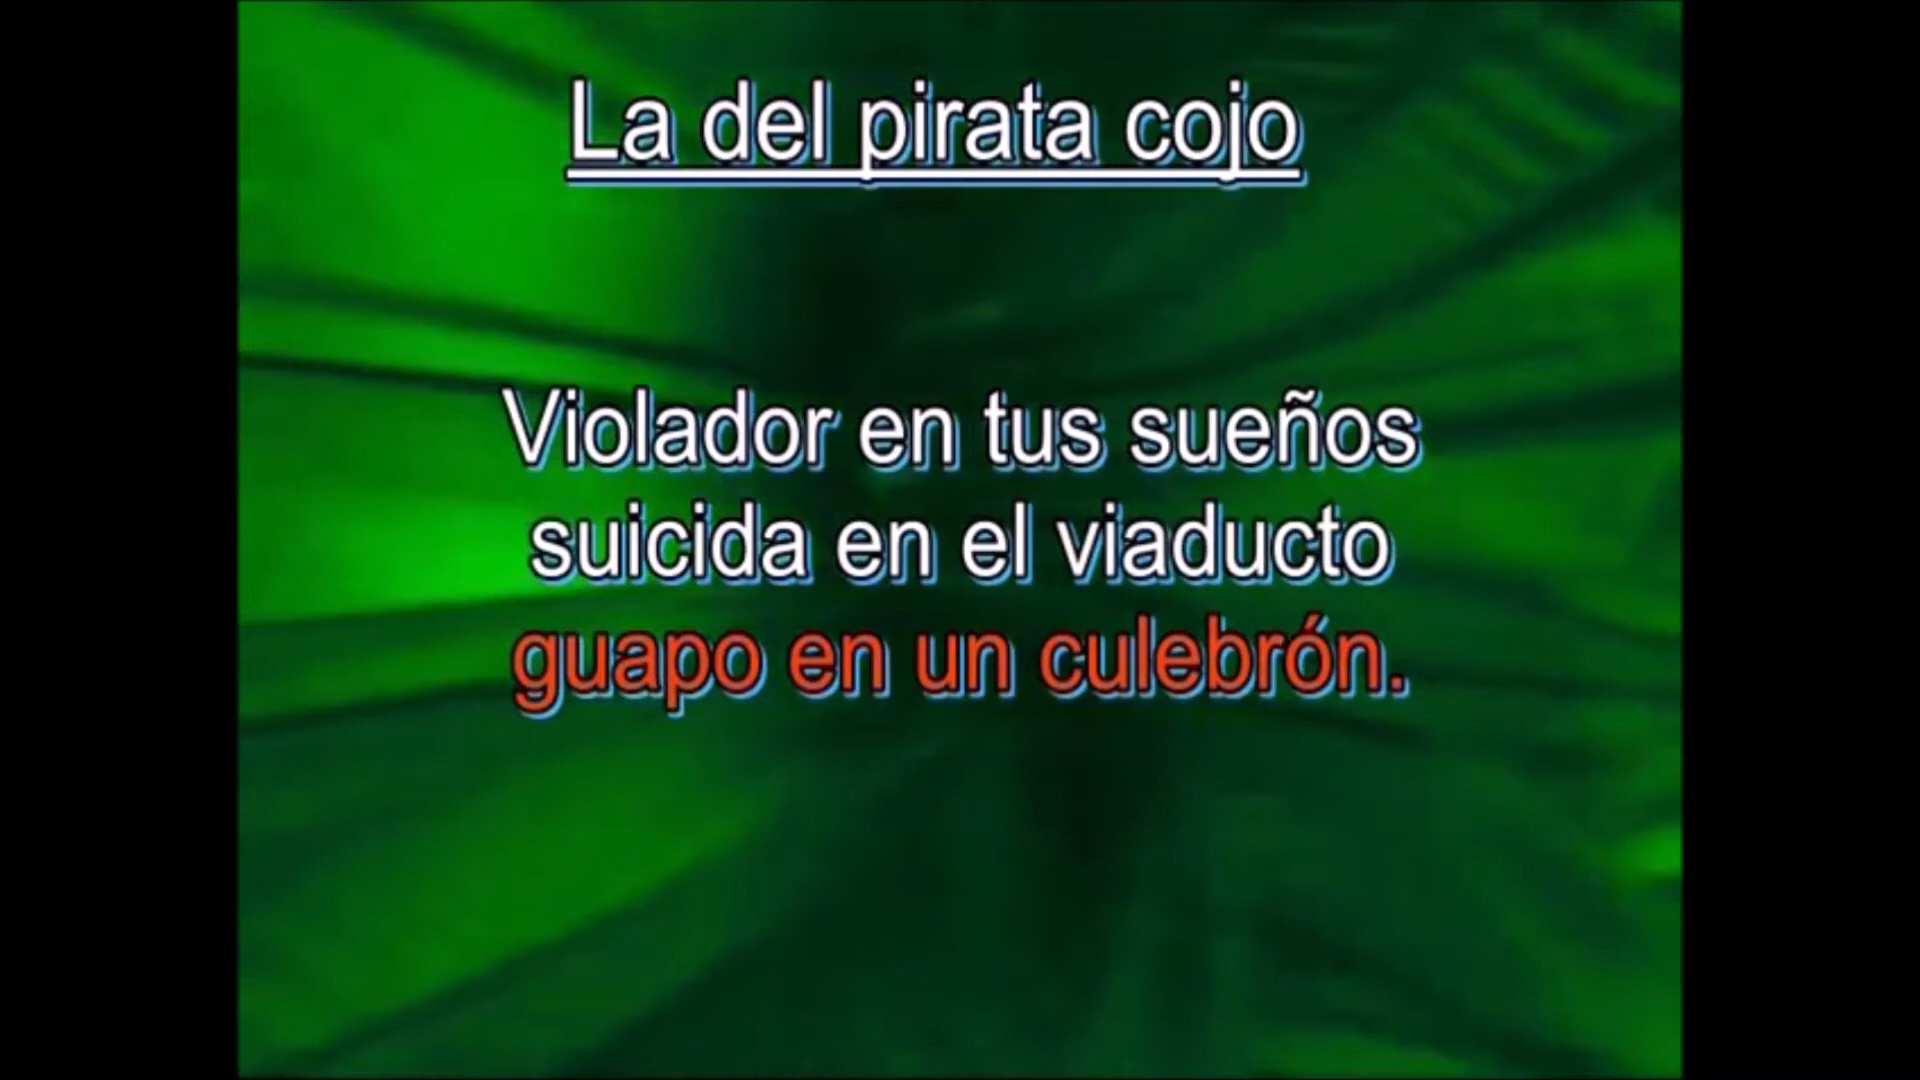 La del pirata cojo
Violador en tus sueños
suicida en el viaducto
guapo en un culebrón.